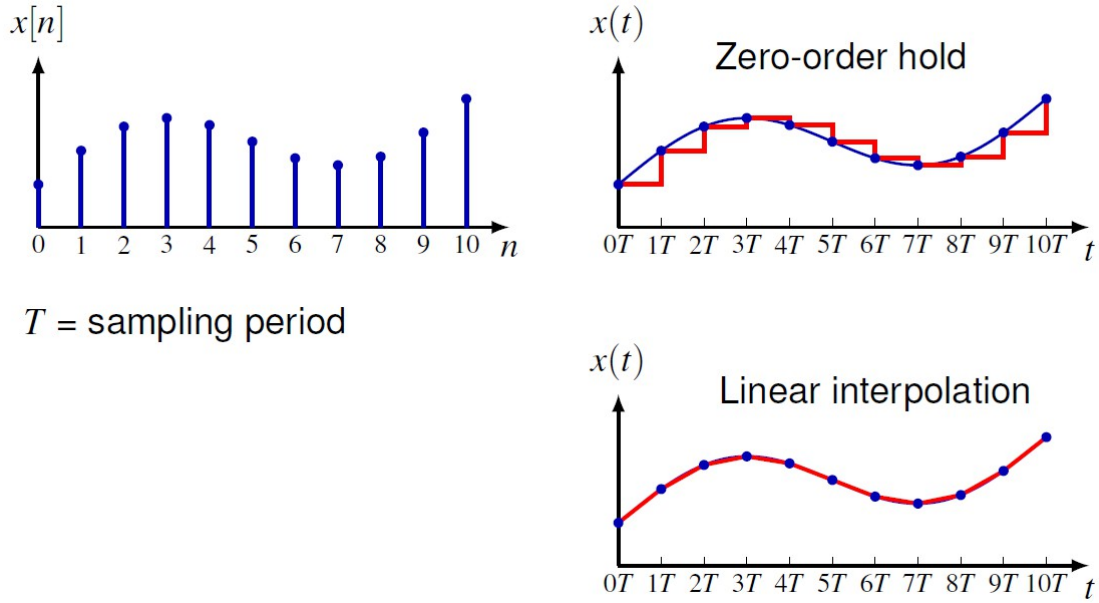 x[n]
0 1 2 3 4 5 6 7 8 9 10 n
T = sampling period
x(t)
Zero-order hold
0T 1T 2T 3T 4T 5T 6T 7T 8T 9T 10T t
x(t)
Linear interpolation
0T 1T 2T 3T 4T 5T 6T 7T 8T 9T 10T t